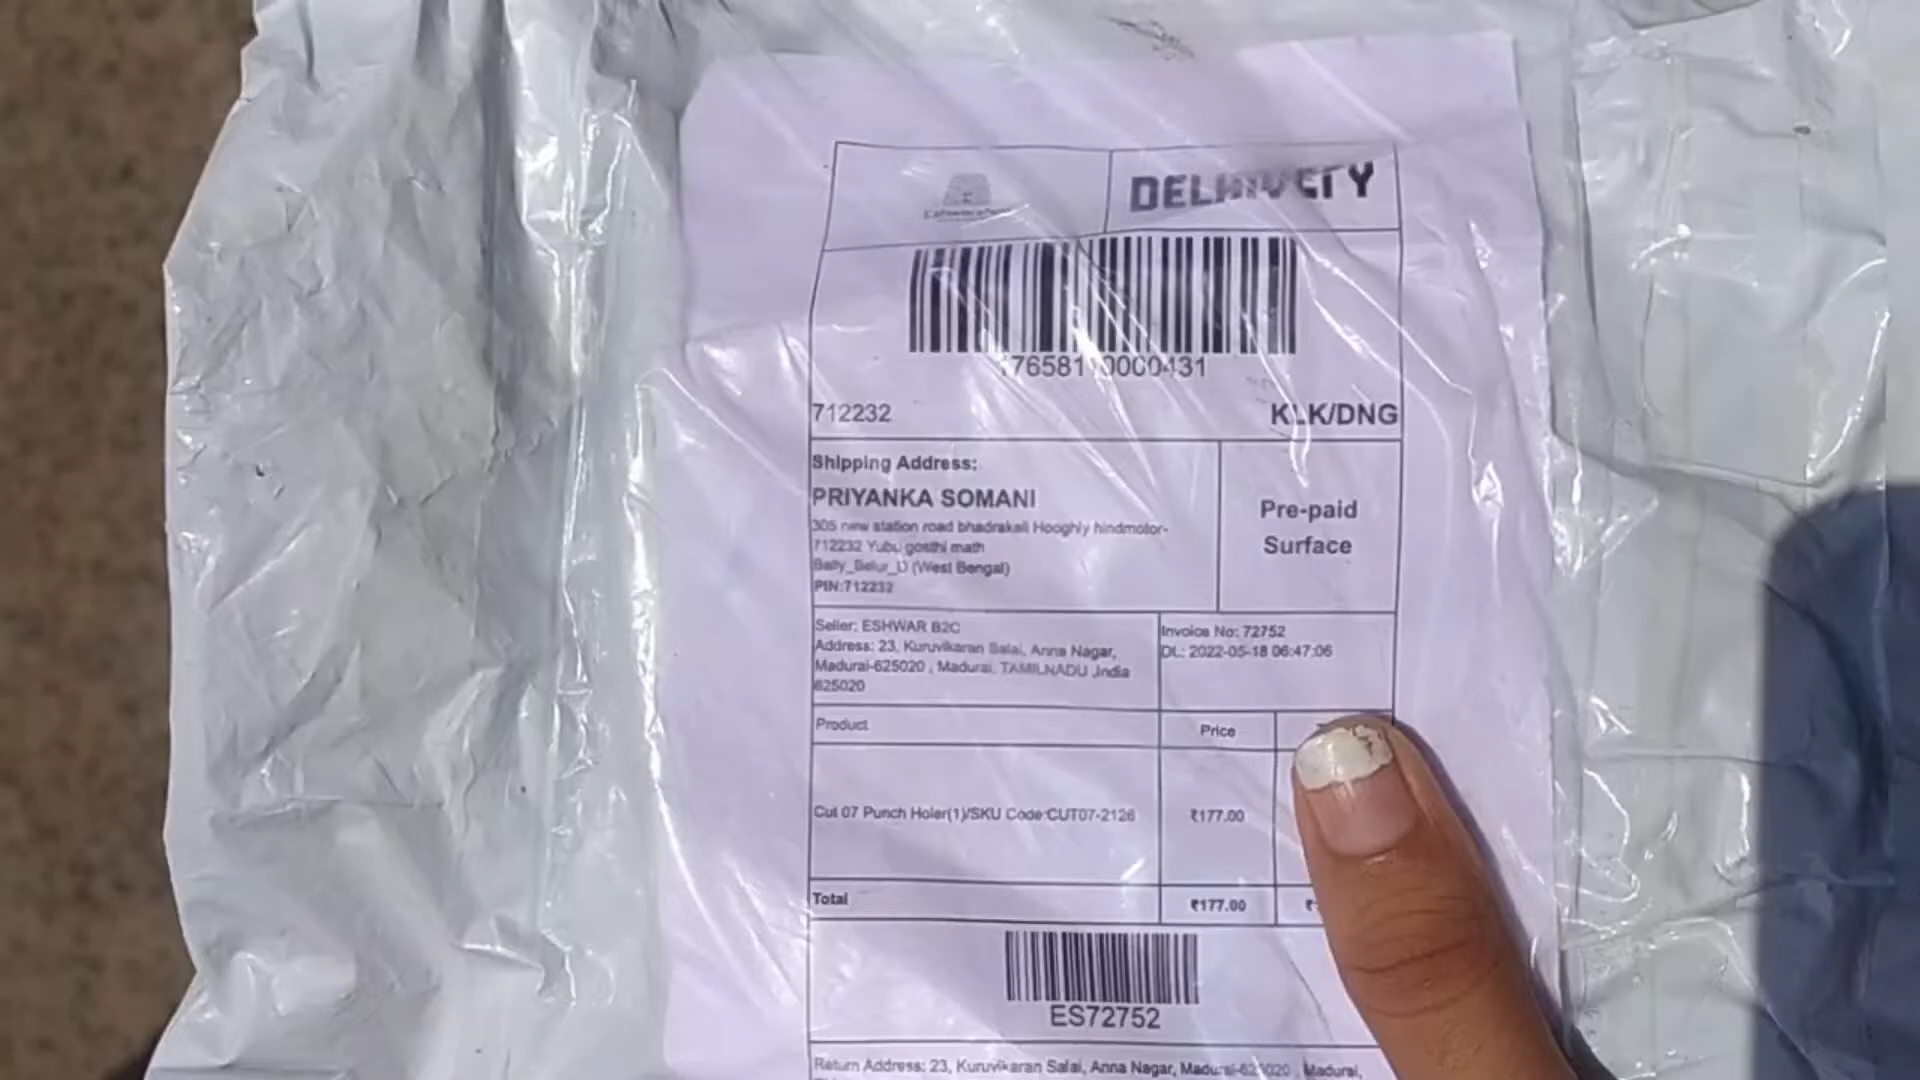 DELHIVERY
712232
KLK/DNG
Shipping Address:
PRIYANKA SOMANI
305 new station road bhadrakali Hooghly hindmotor-
712232 Yubu gosthi math
Bally_Belur_D (West Bengal)
PIN:712232
Pre-paid
Surface
Seller: ESHWAR B2C
Address: 23, Kuruvikaran Salai, Anna Nagar,
Madurai-625020 , Madurai, TAMILNADU ,India
625020
Invoice No: 72752
Dt.: 2022-05-18 06:47:06
Product
Price
Cut 07 Punch Holer(1)/SKU Code:CUT07-2126
₹177.00
Total
₹177.00
ES72752
Return Address: 23, Kuruvikaran Salai, Anna Nagar, Madurai-625020 , Madurai,